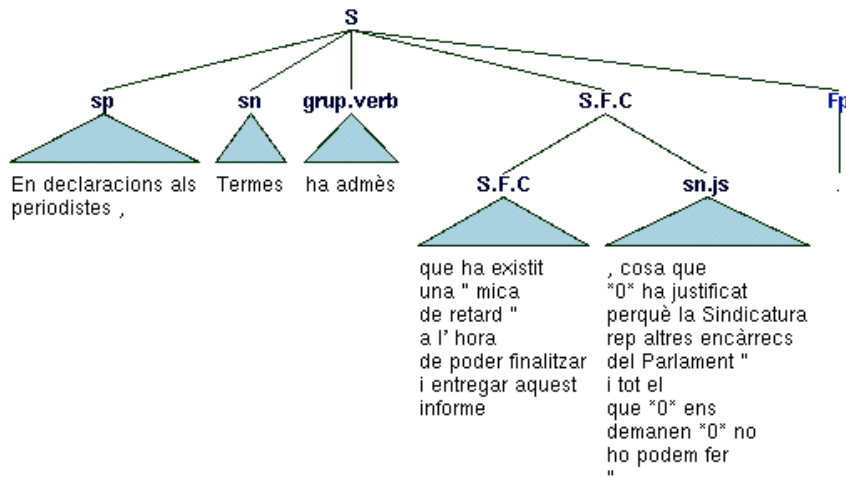 S
sp sn grup.verb S.F.C Fp
En declaracions als
periodistes ,
Termes
ha admès
S.F.C sn.js
.
que ha existit
una " mica
de retard "
a l' hora
de poder finalitzar
i entregar aquest
informe
, cosa que
*0* ha justificat
perquè la Sindicatura
rep altres encàrrecs
del Parlament "
i tot el
que *0* ens
demanen *0* no
ho podem fer
"